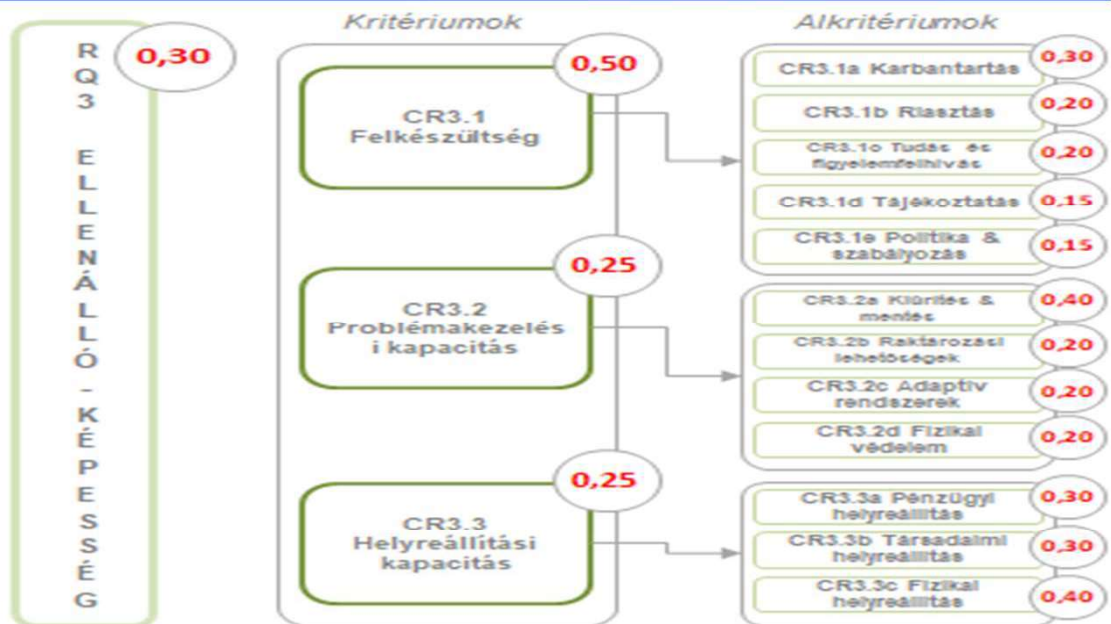 Kritériumok
Alkritériumok
RQ3 ELLENÁLLÓ-KÉPESSÉG
0,30
CR3.1
Felkészültség
0,50
CR3.1a Karbantartás
0,30
CR3.1b Riasztás
0,20
CR3.1c Tudás és
figyelemfelhívás
0,20
CR3.1d Tájékoztatás
0,15
CR3.1e Politika &
szabályozás
0,15
CR3.2
Problémakezelés
i kapacitás
0,25
CR3.2a Kiürítés &
mentés
0,40
CR3.2b Raktározási
lehetőségek
0,20
CR3.2c Adaptív
rendszerek
0,20
CR3.2d Fizikai
védelem
0,20
CR3.3
Helyreállítási
kapacitás
0,25
CR3.3a Pénzügyi
helyreállítás
0,30
CR3.3b Társadalmi
helyreállítás
0,30
CR3.3c Fizikai
helyreállítás
0,40